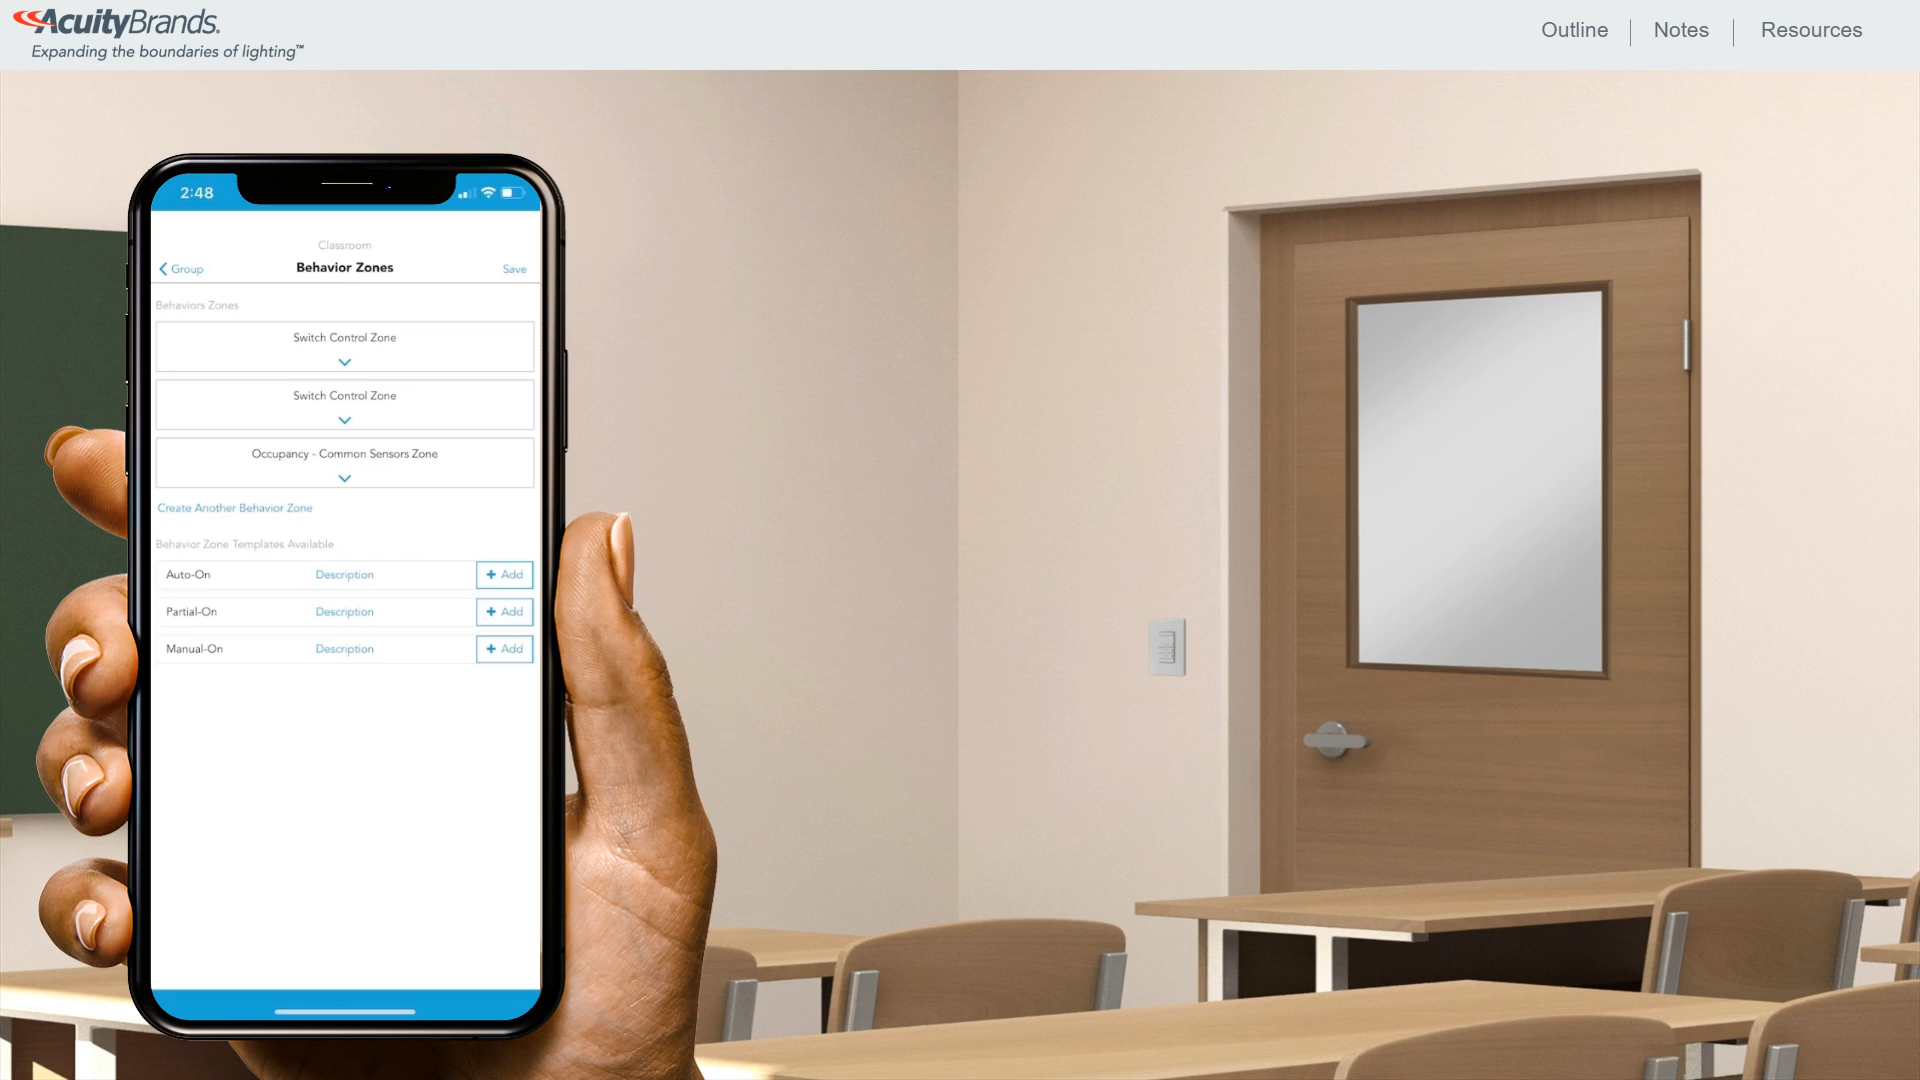 AcuityBrands.
Expanding the boundaries of lighting™
Outline
Notes
Resources
2:48
Classroom
Group
Behavior Zones
Save
Behaviors Zones
Switch Control Zone
Switch Control Zone
Occupancy - Common Sensors Zone
Create Another Behavior Zone
Behavior Zone Templates Available
Auto-On Description + Add
Partial-On Description + Add
Manual-On Description + Add